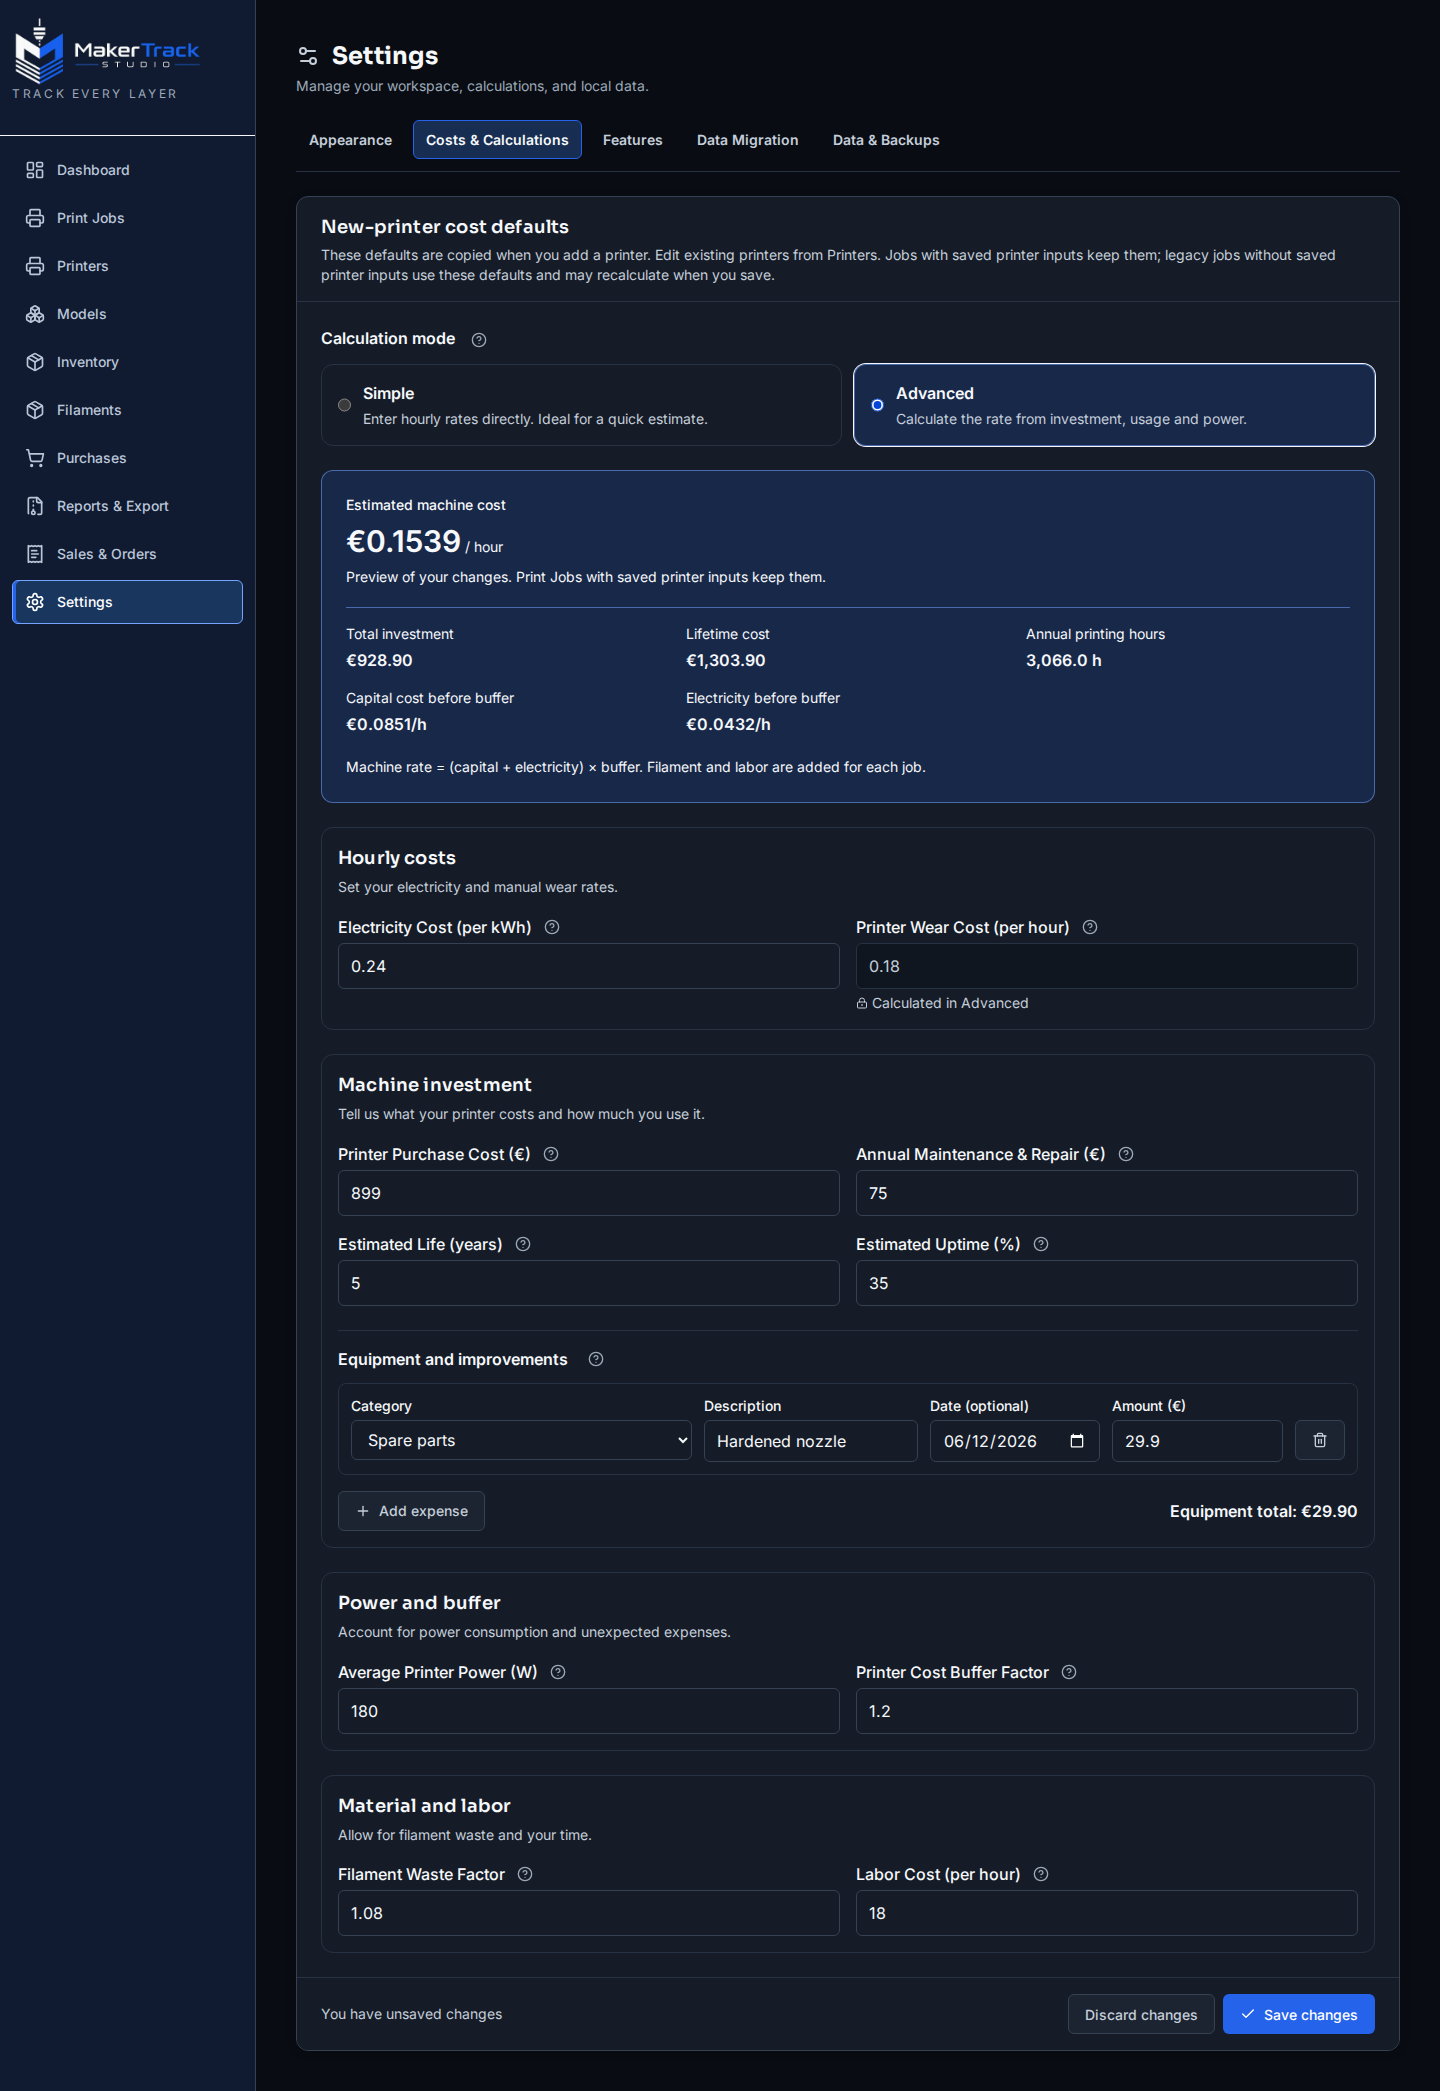 MakerTrack
STUDIO
TRACK EVERY LAYER
Dashboard
Print Jobs
Printers
Models
Inventory
Filaments
Purchases
Reports & Export
Sales & Orders
Settings
Settings
Manage your workspace, calculations, and local data.
Appearance
Costs & Calculations
Features
Data Migration
Data & Backups
New-printer cost defaults
These defaults are copied when you add a printer. Edit existing printers from Printers. Jobs with saved printer inputs keep them; legacy jobs without saved
printer inputs use these defaults and may recalculate when you save.
Calculation mode
Simple
Enter hourly rates directly. Ideal for a quick estimate.
Advanced
Calculate the rate from investment, usage and power.
Estimated machine cost
€0.1539 / hour
Preview of your changes. Print Jobs with saved printer inputs keep them.
Total investment
€928.90
Lifetime cost
€1,303.90
Annual printing hours
3,066.0 h
Capital cost before buffer
€0.0851/h
Electricity before buffer
€0.0432/h
Machine rate = (capital + electricity) × buffer. Filament and labor are added for each job.
Hourly costs
Set your electricity and manual wear rates.
Electricity Cost (per kWh)
0.24
Printer Wear Cost (per hour)
0.18
Calculated in Advanced
Machine investment
Tell us what your printer costs and how much you use it.
Printer Purchase Cost (€)
899
Annual Maintenance & Repair (€)
75
Estimated Life (years)
5
Estimated Uptime (%)
35
Equipment and improvements
Category
Spare parts
Description
Hardened nozzle
Date (optional)
06/12/2026
Amount (€)
29.9
Add expense
Equipment total: €29.90
Power and buffer
Account for power consumption and unexpected expenses.
Average Printer Power (W)
180
Printer Cost Buffer Factor
1.2
Material and labor
Allow for filament waste and your time.
Filament Waste Factor
1.08
Labor Cost (per hour)
18
You have unsaved changes
Discard changes
Save changes